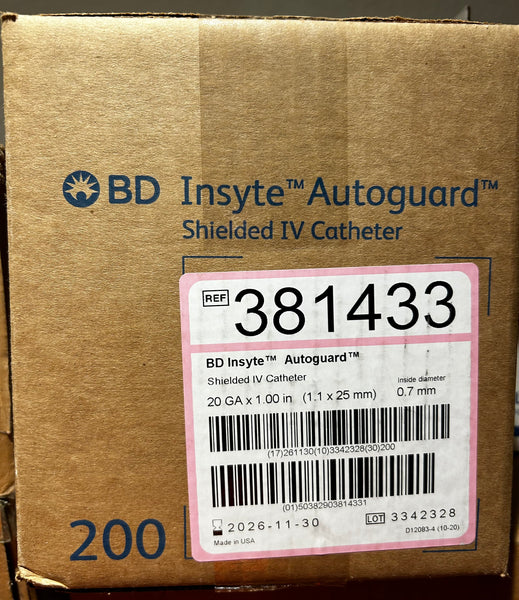 BD Insyte™ Autoguard™
Shielded IV Catheter
REF 381433
BD Insyte™ Autoguard™
Shielded IV Catheter
Inside diameter
20 GA x 1.00 in (1.1 x 25 mm) 0.7 mm
(17)261130(10)3342328(30)200
(01)50382903814331
2026-11-30 LOT 3342328
Made in USA D12083-4 (10-20)
200